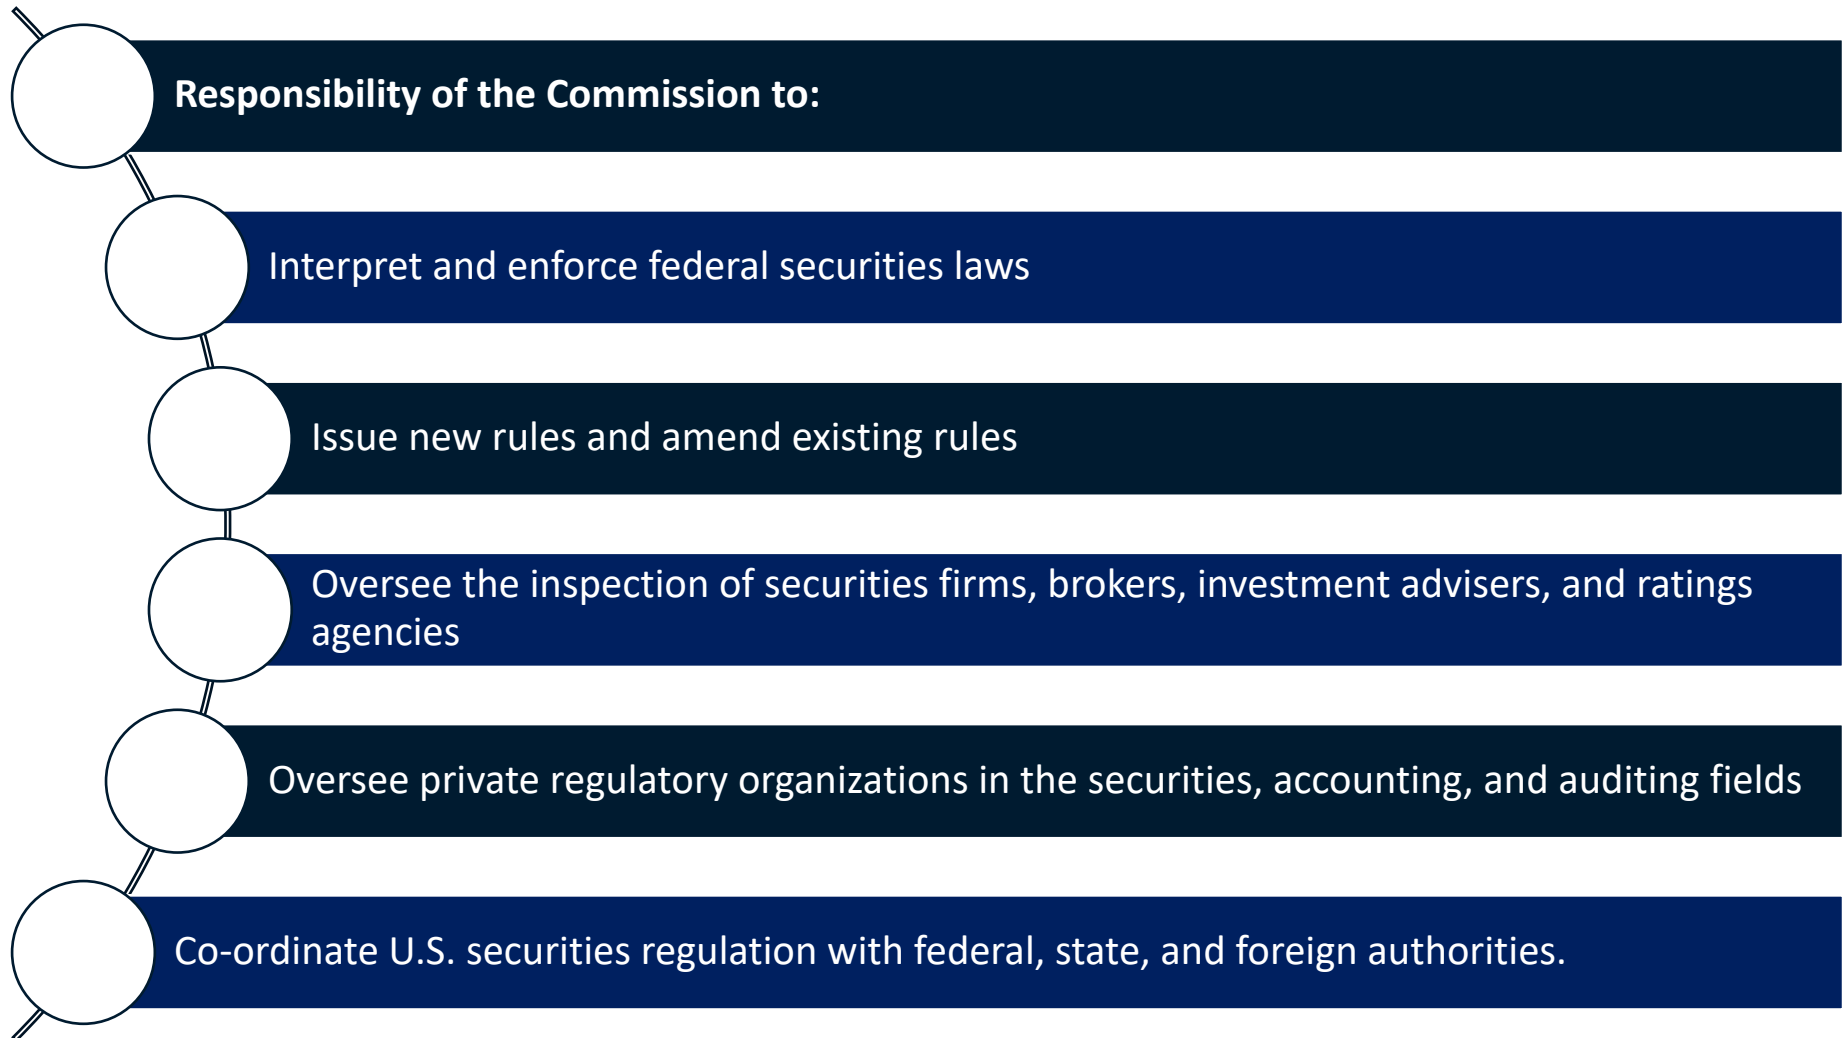 Responsibility of the Commission to:
Interpret and enforce federal securities laws
Issue new rules and amend existing rules
Oversee the inspection of securities firms, brokers, investment advisers, and ratings
agencies
Oversee private regulatory organizations in the securities, accounting, and auditing fields
Co-ordinate U.S. securities regulation with federal, state, and foreign authorities.